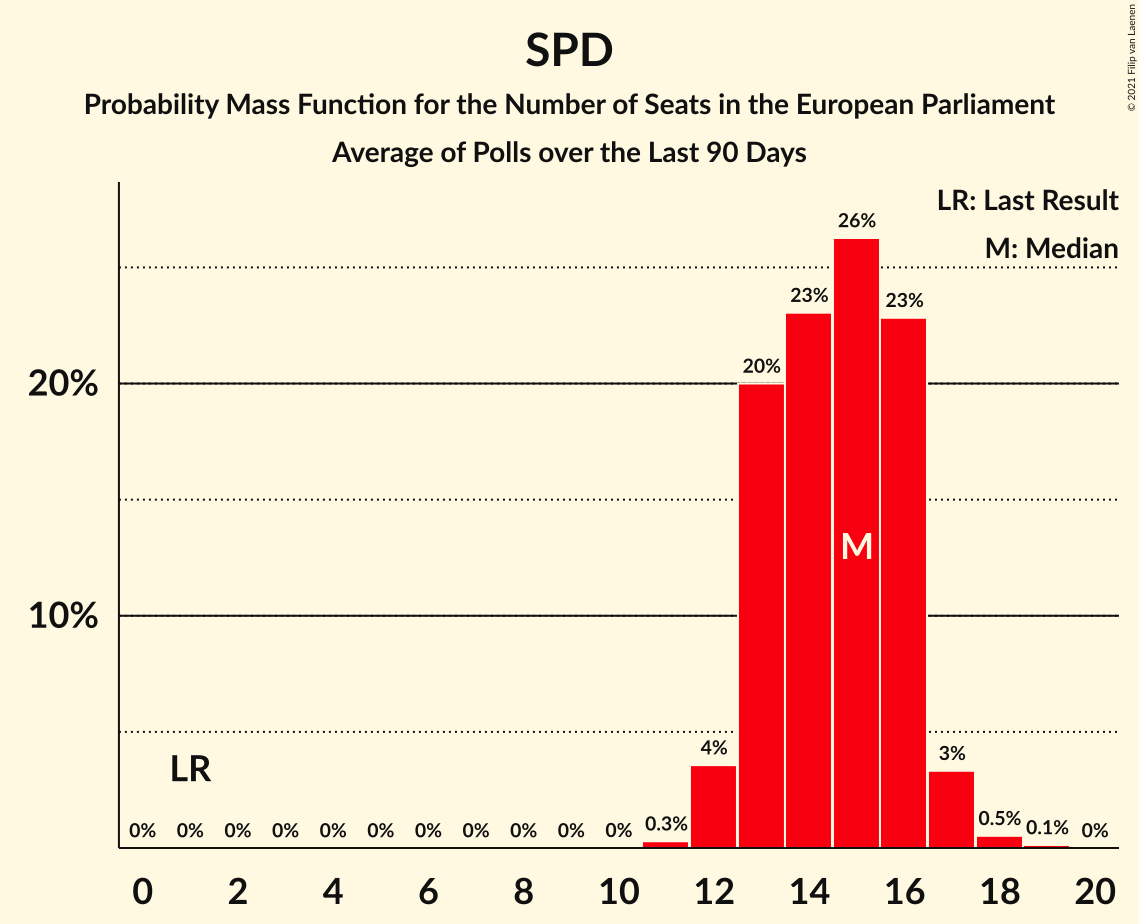 SPD
Probability Mass Function for the Number of Seats in the European Parliament
Average of Polls over the Last 90 Days
© 2021 Filip van Laenen
LR: Last Result
M: Median
26%
23%
23%
20%
20%
M
10%
4%
3%
LR
0% 0% 0% 0% 0% 0% 0% 0% 0% 0% 0% 0.3% 0.5% 0.1% 0%
0 2 4 6 8 10 12 14 16 18 20